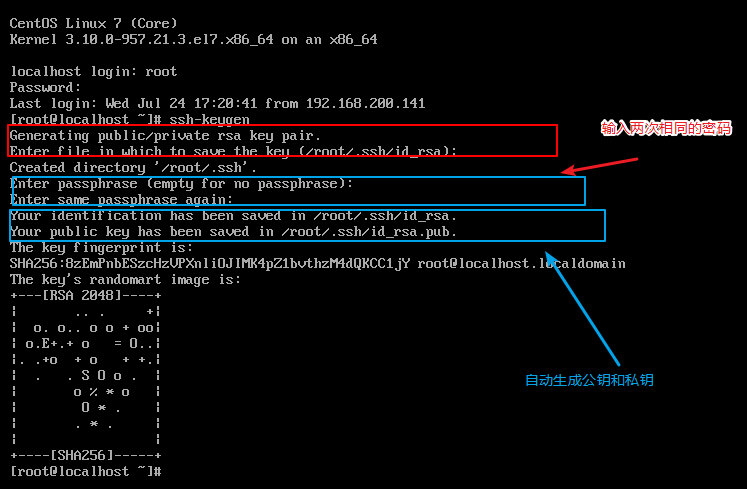 CentOS Linux 7 (Core)
Kernel 3.10.0-957.21.3.el7.x86_64 on an x86_64
localhost login: root
Password:
Last login: Wed Jul 24 17:20:41 from 192.168.200.141
[root@localhost ~]# ssh-keygen
Generating public/private rsa key pair.
输入两次相同的密码
Enter file in which to save the key (/root/.ssh/id_rsa):
Created directory '/root/.ssh'.
Enter passphrase (empty for no passphrase):
Enter same passphrase again:
Your identification has been saved in /root/.ssh/id_rsa.
Your public key has been saved in /root/.ssh/id_rsa.pub.
The key fingerprint is:
SHA256:8zEmPnbESzcHzVPXnliOJIMK4pZ1bvthzM4dQKCC1jY root@localhost.localdomain
The key's randomart image is:
+---[RSA 2048]----+
|       .. .     +|
|  o. o.. o o + oo|
| o.E+.+ o   = O..|
|. .+o  + o   + +.|
|  .   . S O o .  |
|       o % * o   |
|        O * .    |
|       . * .     |
|                 |
+----[SHA256]-----+
自动生成公钥和私钥
[root@localhost ~]#